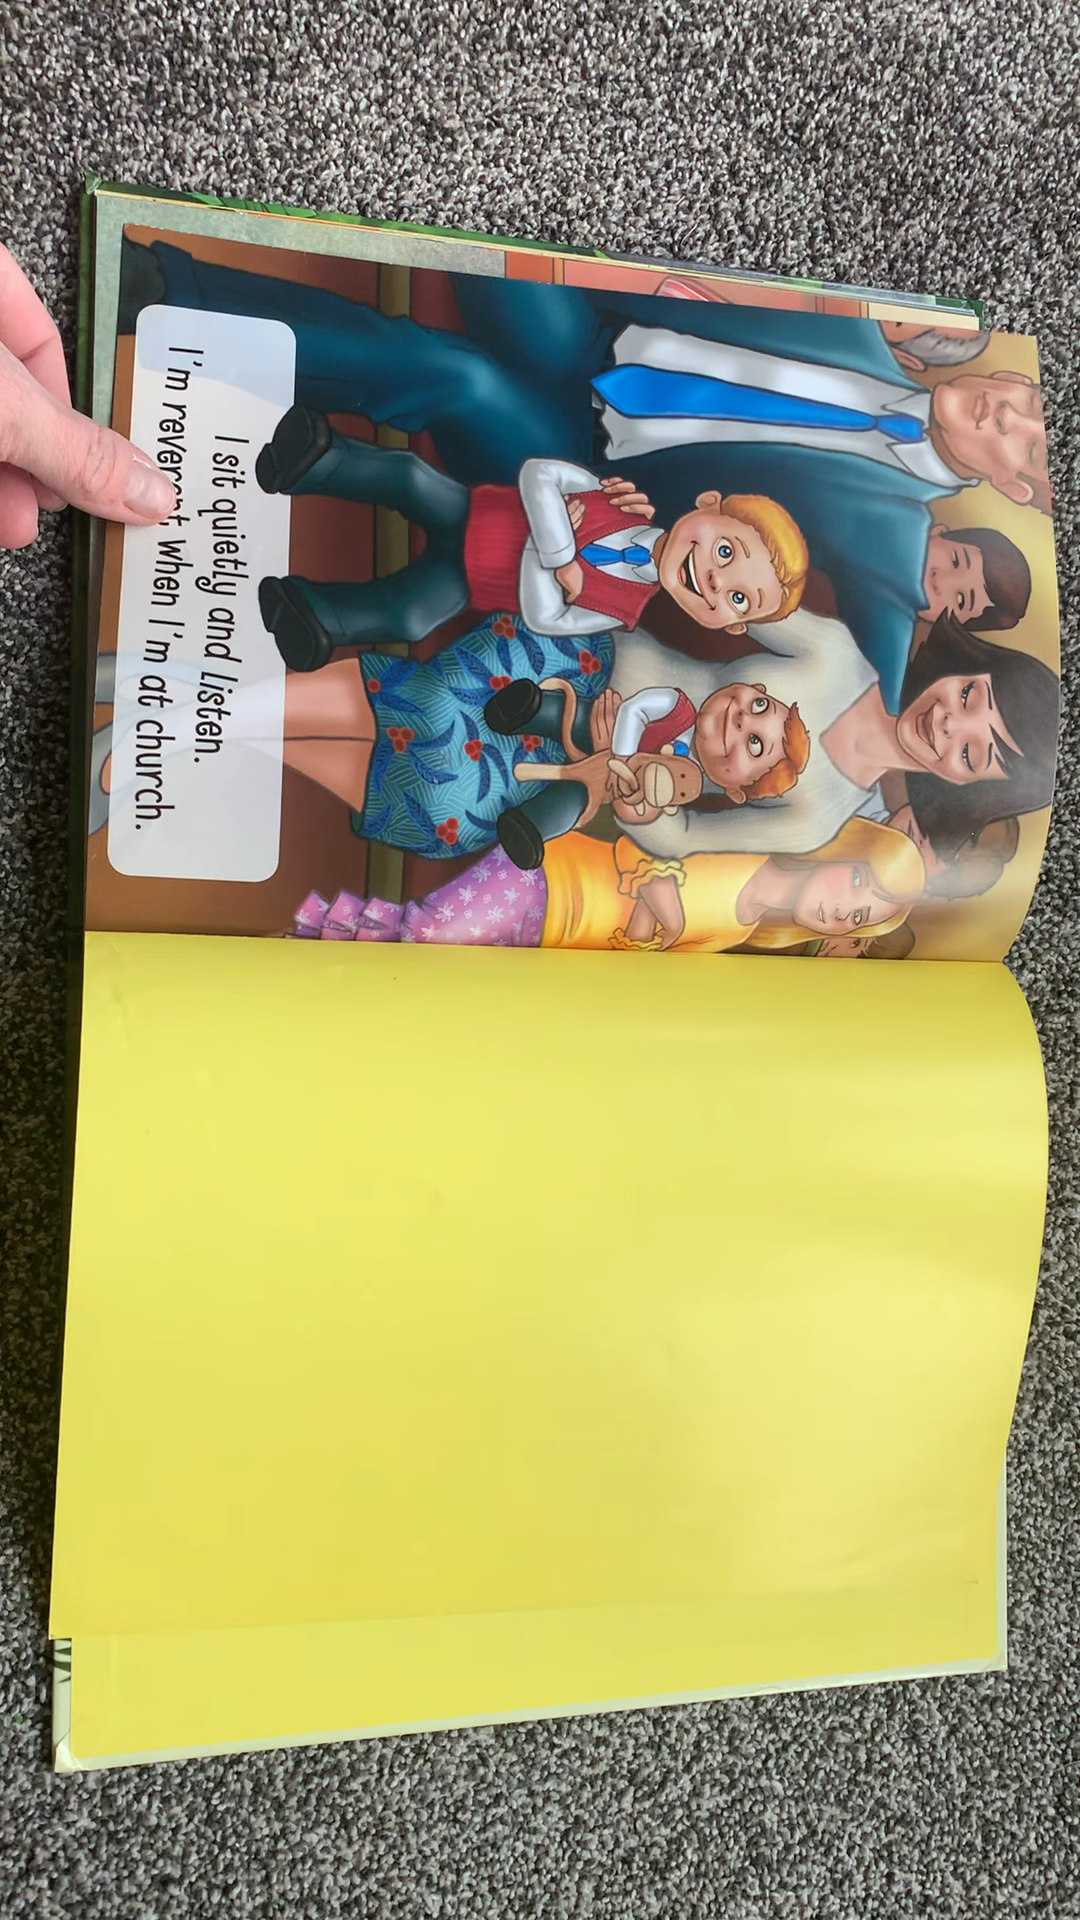 I sit quietly and listen.
I'm reverent when I'm at church.